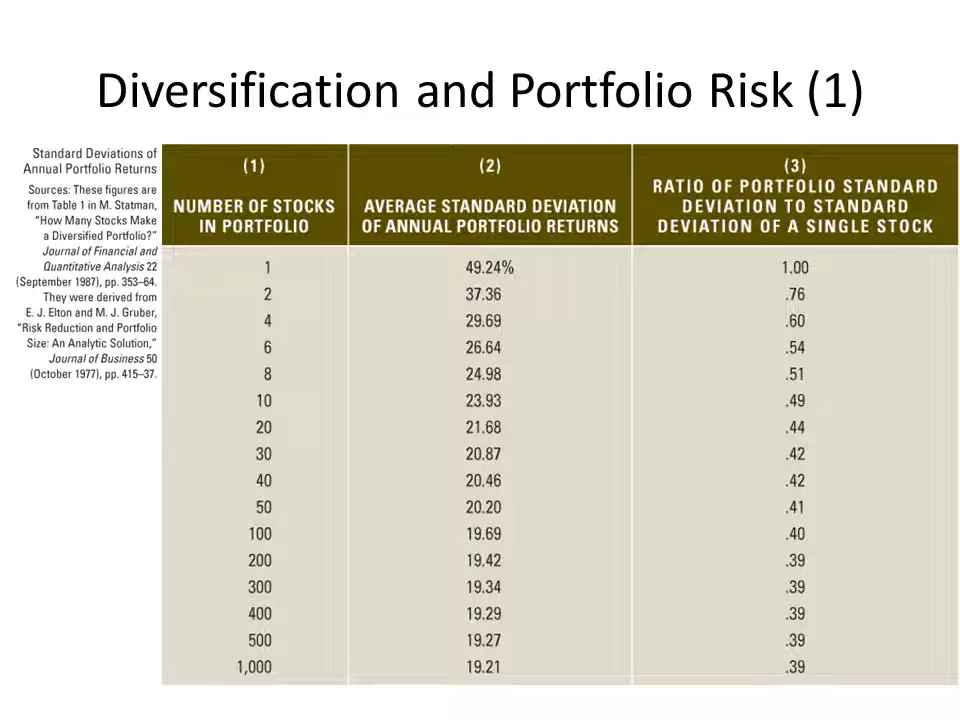 Diversification and Portfolio Risk (1)
Standard Deviations of
Annual Portfolio Returns
Sources: These figures are
from Table 1 in M. Statman,
"How Many Stocks Make
a Diversified Portfolio?"
Journal of Financial and
Quantitative Analysis 22
(September 1987), pp. 353–64.
They were derived from
E. J. Elton and M. J. Gruber,
"Risk Reduction and Portfolio
Size: An Analytic Solution,"
Journal of Business 50
(October 1977), pp. 415–37.
(1) (2) (3)
NUMBER OF STOCKS
IN PORTFOLIO
AVERAGE STANDARD DEVIATION
OF ANNUAL PORTFOLIO RETURNS
RATIO OF PORTFOLIO STANDARD
DEVIATION TO STANDARD
DEVIATION OF A SINGLE STOCK
1 49.24% 1.00
2 37.36 .76
4 29.69 .60
6 26.64 .54
8 24.98 .51
10 23.93 .49
20 21.68 .44
30 20.87 .42
40 20.46 .42
50 20.20 .41
100 19.69 .40
200 19.42 .39
300 19.34 .39
400 19.29 .39
500 19.27 .39
1,000 19.21 .39